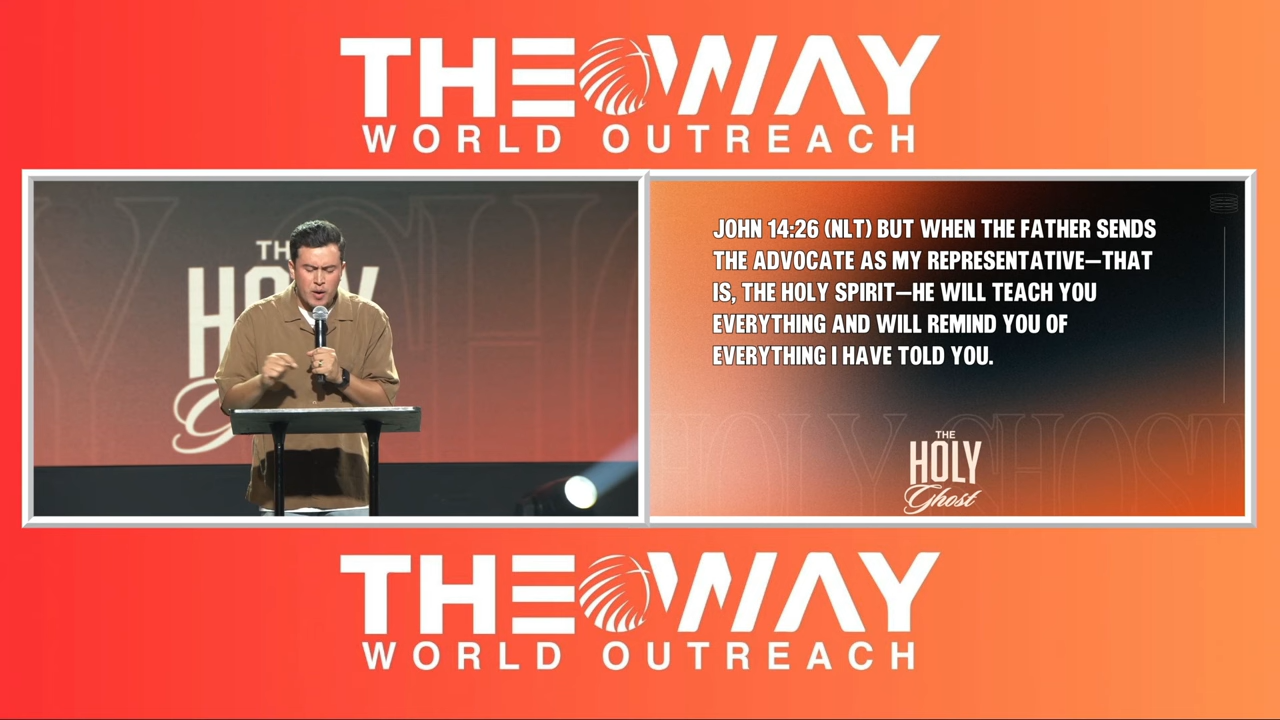 THE WAY
WORLD OUTREACH
TH
HOLY
G
JOHN 14:26 (NLT) BUT WHEN THE FATHER SENDS
THE ADVOCATE AS MY REPRESENTATIVE—THAT
IS, THE HOLY SPIRIT—HE WILL TEACH YOU
EVERYTHING AND WILL REMIND YOU OF
EVERYTHING I HAVE TOLD YOU.
HOLY GHOST
THE
HOLY
Ghost
THE WAY
WORLD OUTREACH